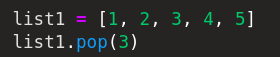 list1 = [1, 2, 3, 4, 5]
list1.pop(3)